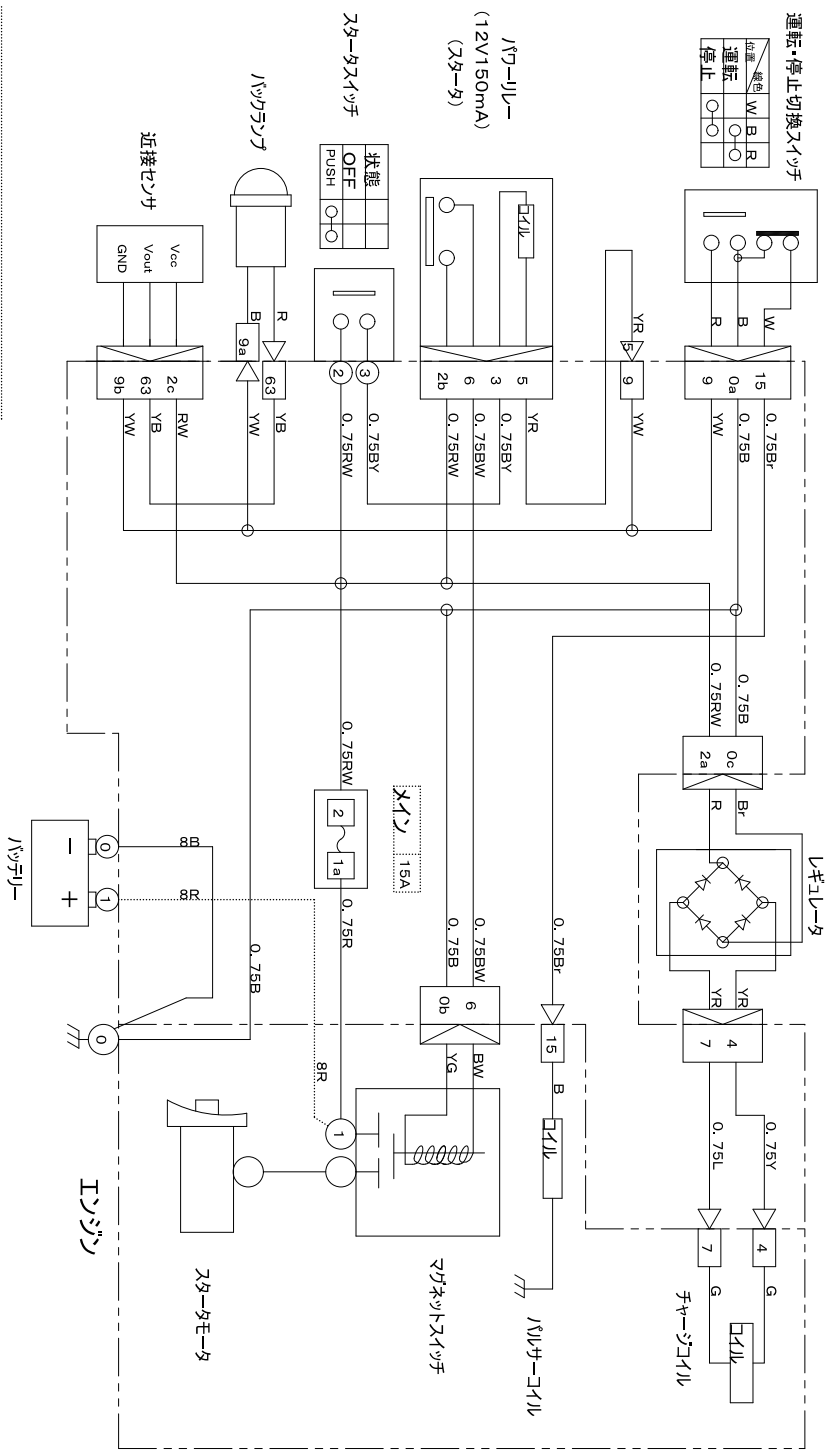 運転・停止切換スイッチ
線色
位置
W B R
運転
停止
W
B
R
15
0a
9
0.75Br
0.75B
YW
YR
5
9
YW
パワーリレー
(12V150mA)
(スタータ)
コイル
5
3
6
2b
YR
0.75BY
0.75BW
0.75RW
スタータスイッチ
状態
OFF
PUSH
3
2
0.75BY
0.75RW
バックランプ
R
B
63
9a
YB
YW
近接センサ
Vcc
Vout
GND
2c
63
9b
RW
YB
YW
0.75B
0.75RW
0c
2a
Br
R
レギュレータ
YR
YR
4
7
0.75Y
0.75L
4
7
G
G
コイル
チャージコイル
0.75Br
15
B
コイル
パルサーコイル
0.75BW
0.75B
6
0b
BW
YG
マグネットスイッチ
メイン 15A
0.75RW
2
1a
0.75R
1
8R
スタータモータ
0.75B
0
8B
8R
0
1
-
+
バッテリー
エンジン